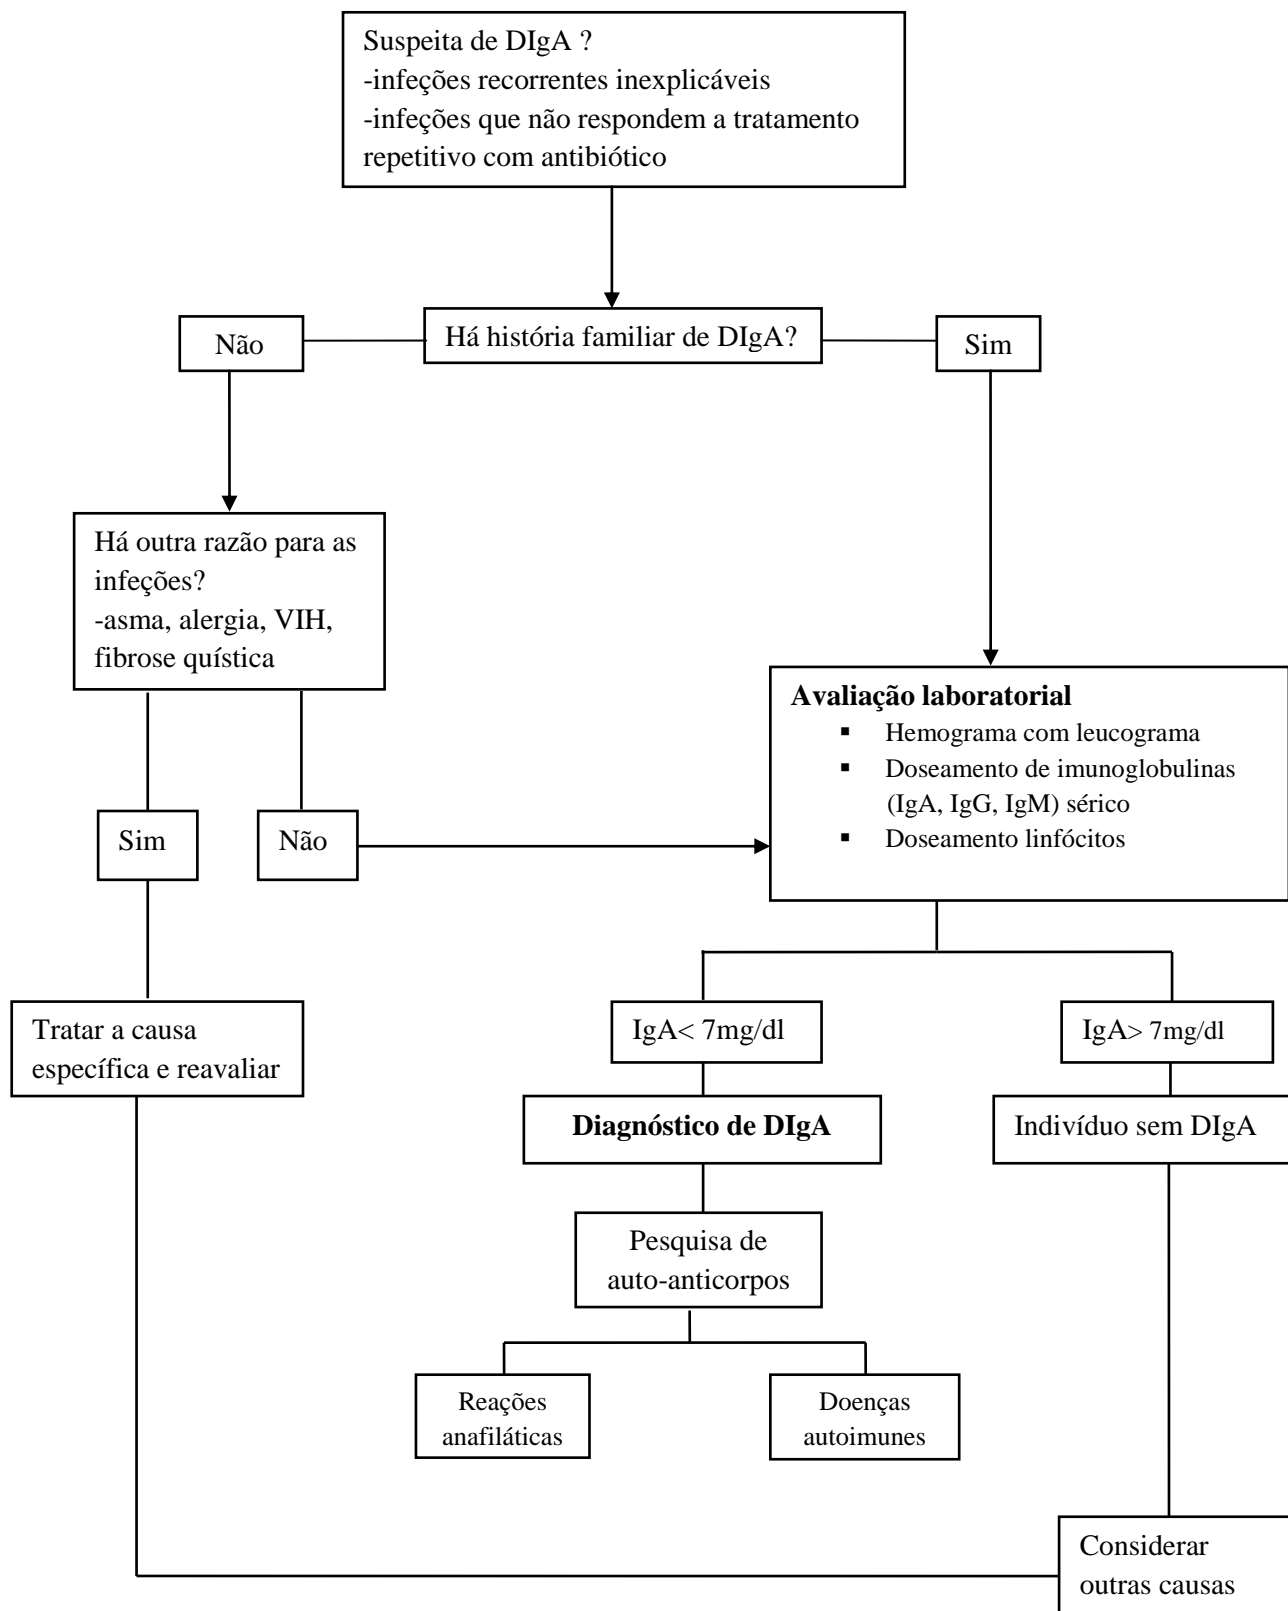 Suspeita de DIgA ?
-infeções recorrentes inexplicáveis
-infeções que não respondem a tratamento
repetitivo com antibiótico
Não
Há história familiar de DIgA?
Sim
Há outra razão para as
infeções?
-asma, alergia, VIH,
fibrose quística
Avaliação laboratorial
▪ Hemograma com leucograma
▪ Doseamento de imunoglobulinas
(IgA, IgG, IgM) sérico
▪ Doseamento linfócitos
Sim
Não
Tratar a causa
específica e reavaliar
IgA< 7mg/dl
IgA> 7mg/dl
Diagnóstico de DIgA
Indivíduo sem DIgA
Pesquisa de
auto-anticorpos
Reações
anafiláticas
Doenças
autoimunes
Considerar
outras causas